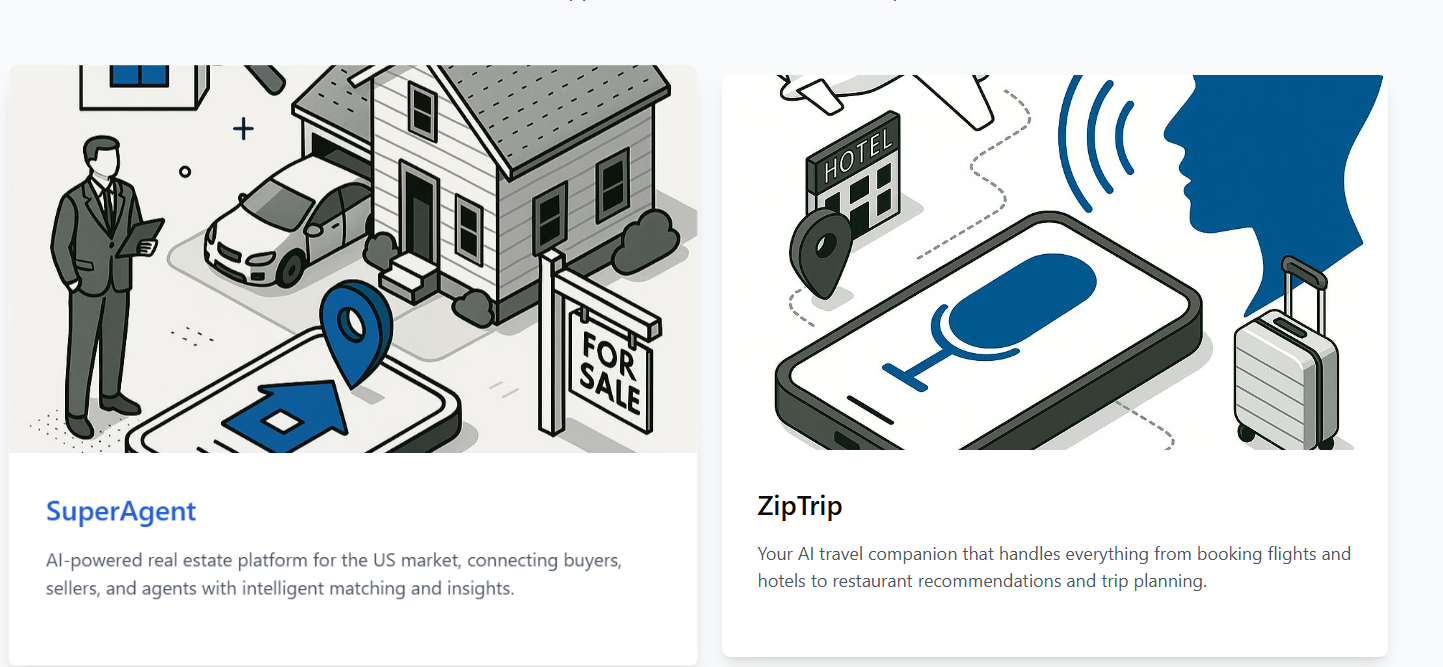 FOR
SALE
HOTEL
SuperAgent
AI-powered real estate platform for the US market, connecting buyers,
sellers, and agents with intelligent matching and insights.
ZipTrip
Your AI travel companion that handles everything from booking flights and
hotels to restaurant recommendations and trip planning.